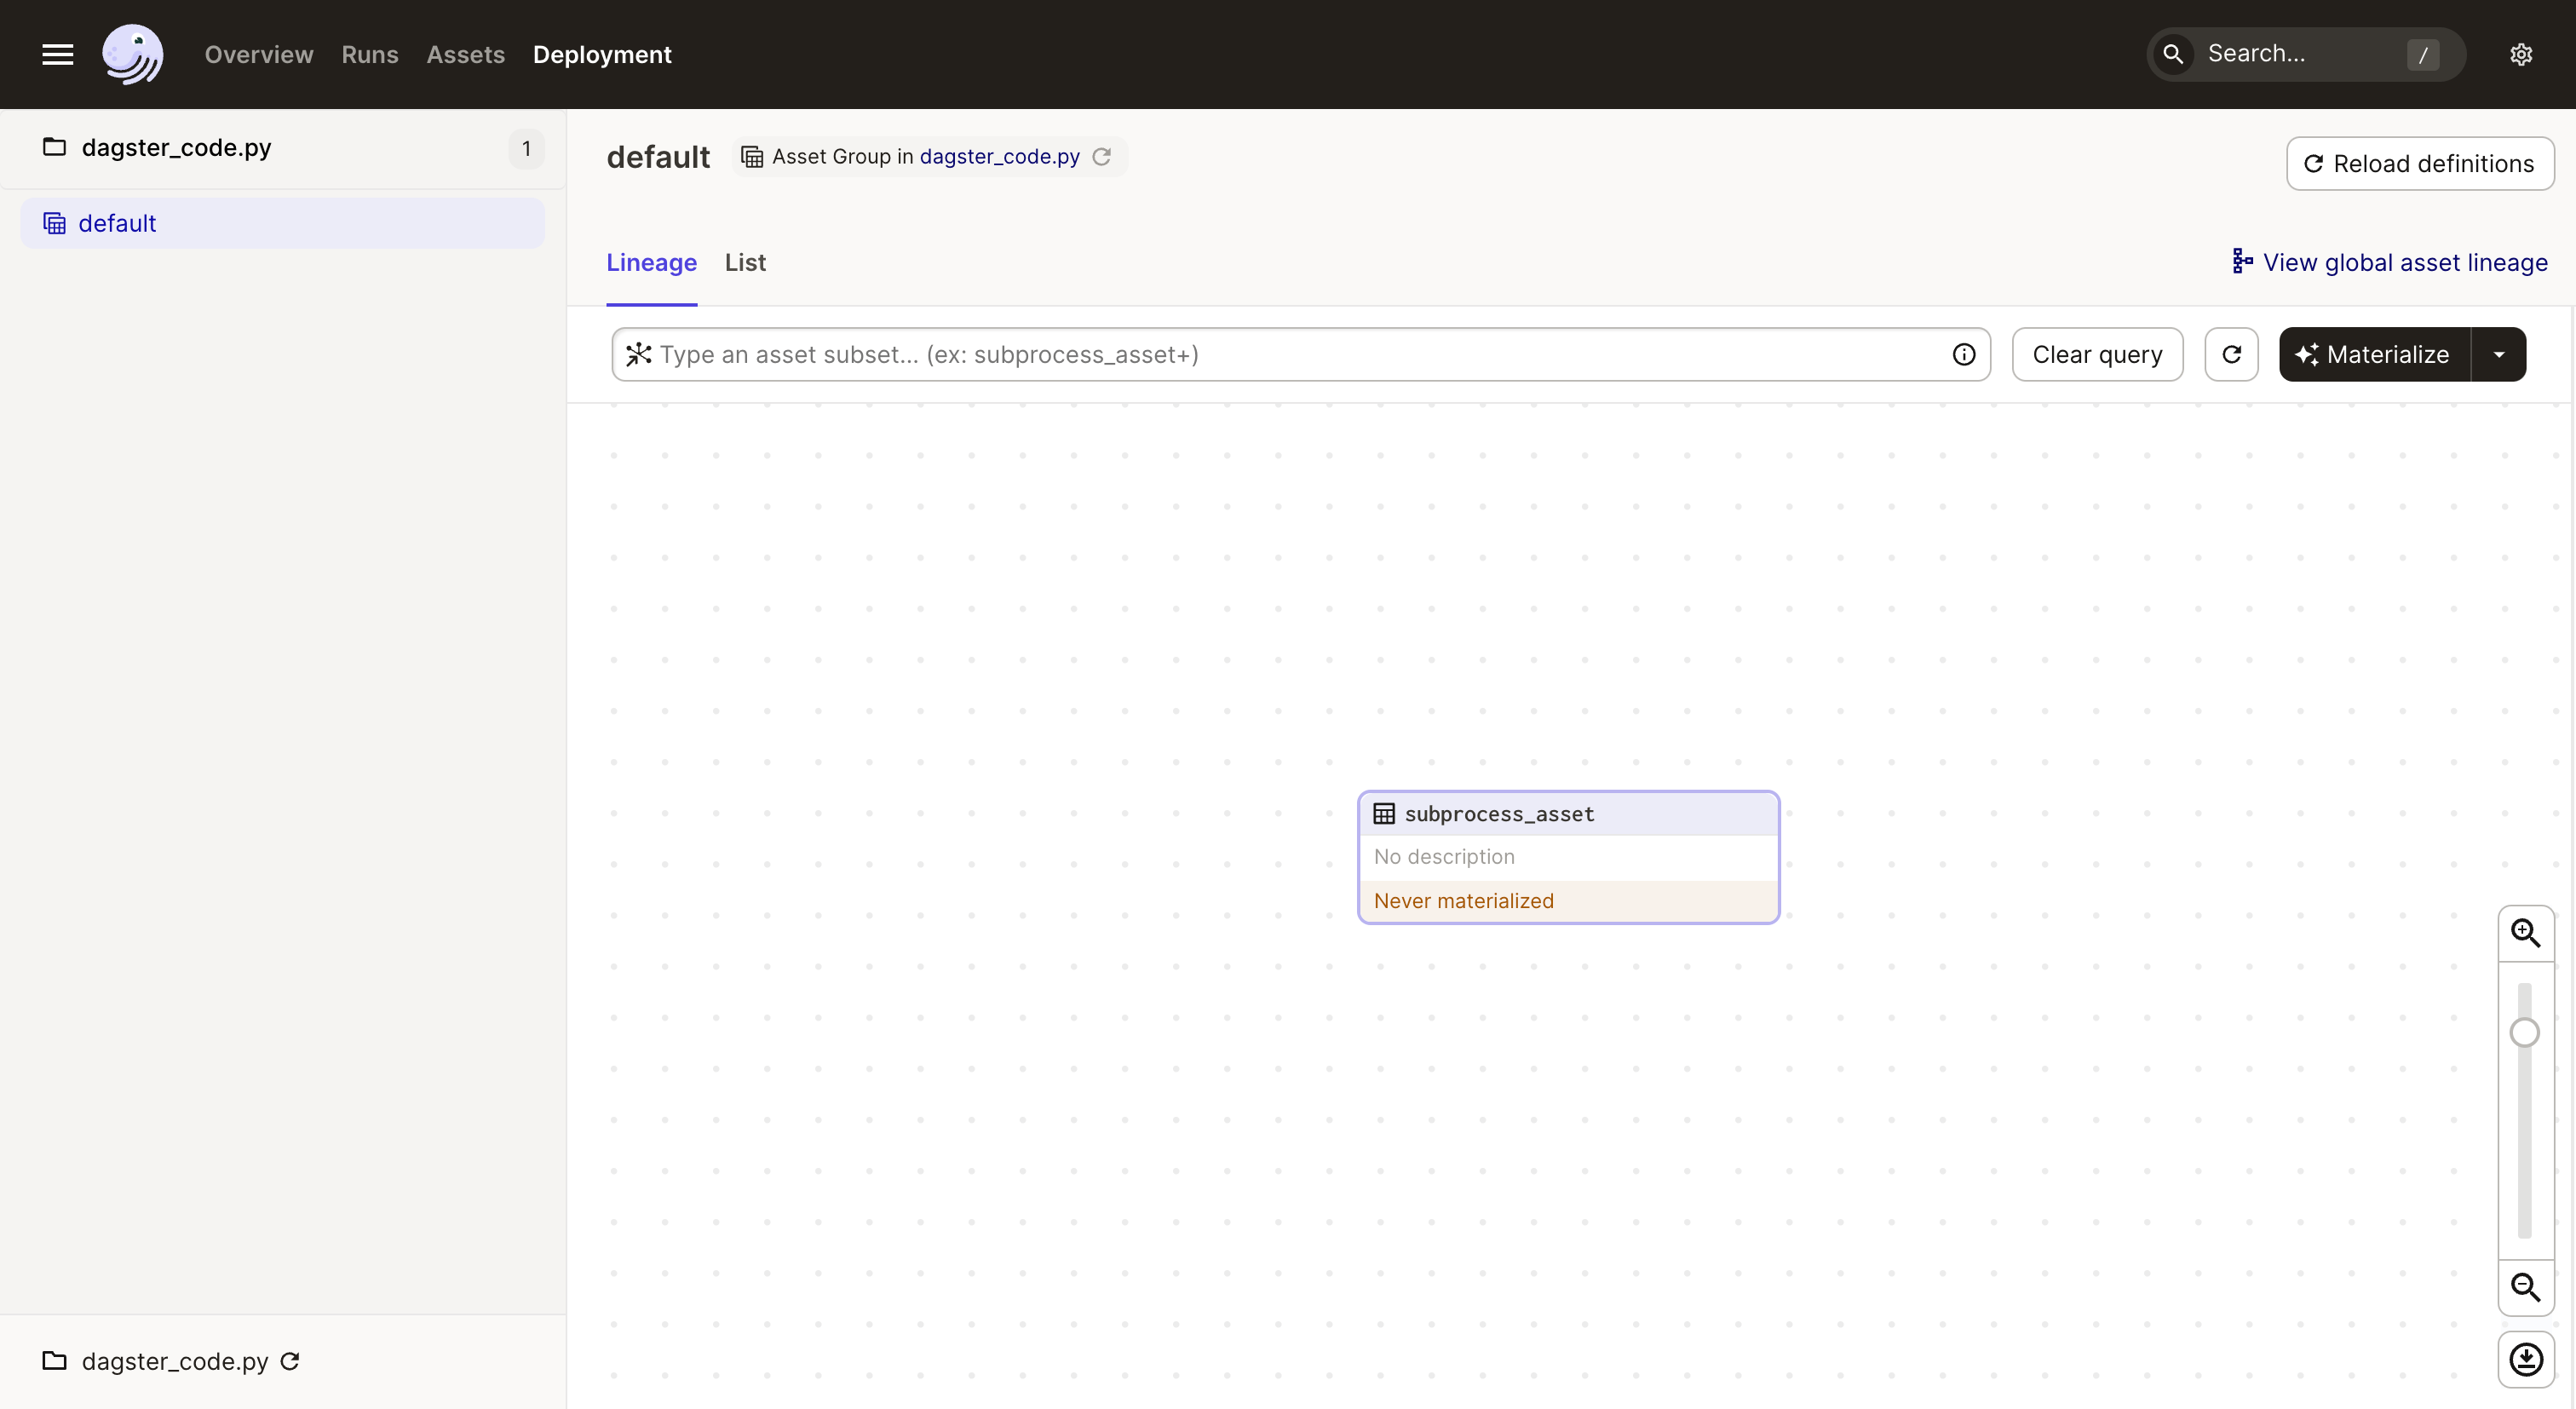 Overview Runs Assets Deployment Search... /
dagster_code.py 1
default
default Asset Group in dagster_code.py
Reload definitions
Lineage List
View global asset lineage
Type an asset subset... (ex: subprocess_asset+)
Clear query
Materialize
subprocess_asset
No description
Never materialized
dagster_code.py